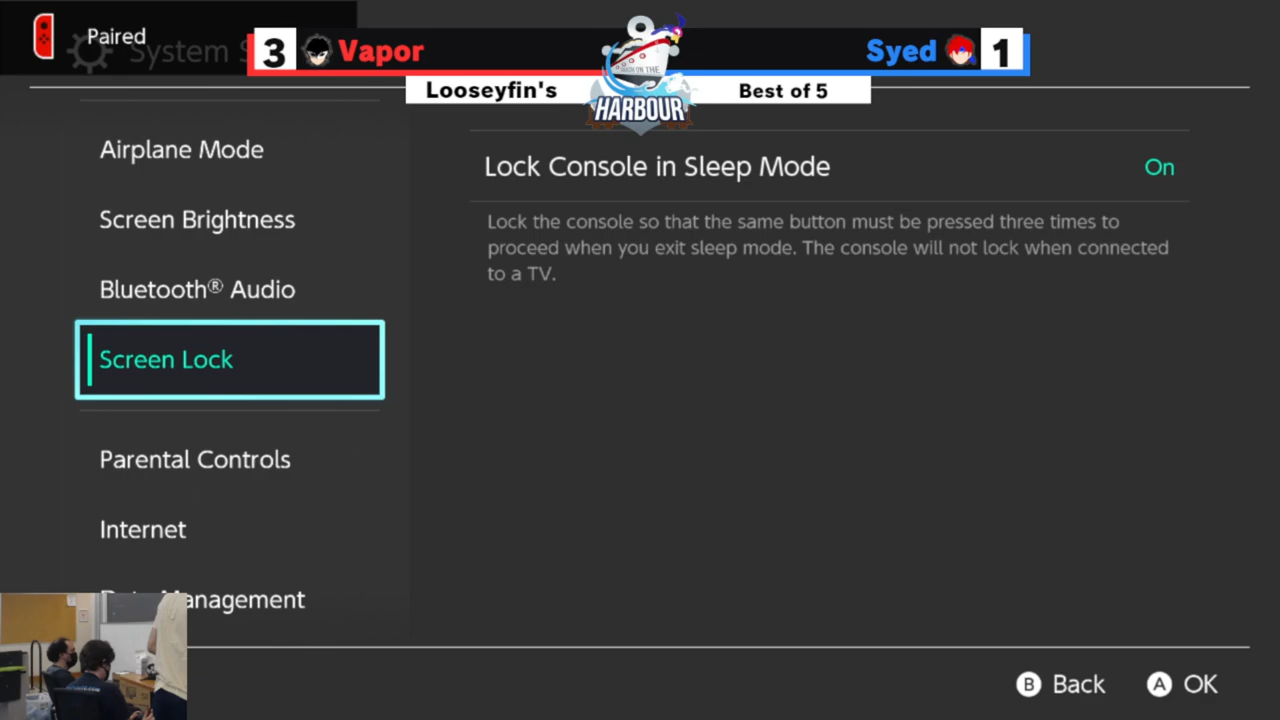 Paired
System S
3
Vapor
Syed
1
Looseyfin's
HARBOUR
Best of 5
Airplane Mode
Screen Brightness
Bluetooth® Audio
Screen Lock
Parental Controls
Internet
Management
Lock Console in Sleep Mode
On
Lock the console so that the same button must be pressed three times to
proceed when you exit sleep mode. The console will not lock when connected
to a TV.
B Back
A OK